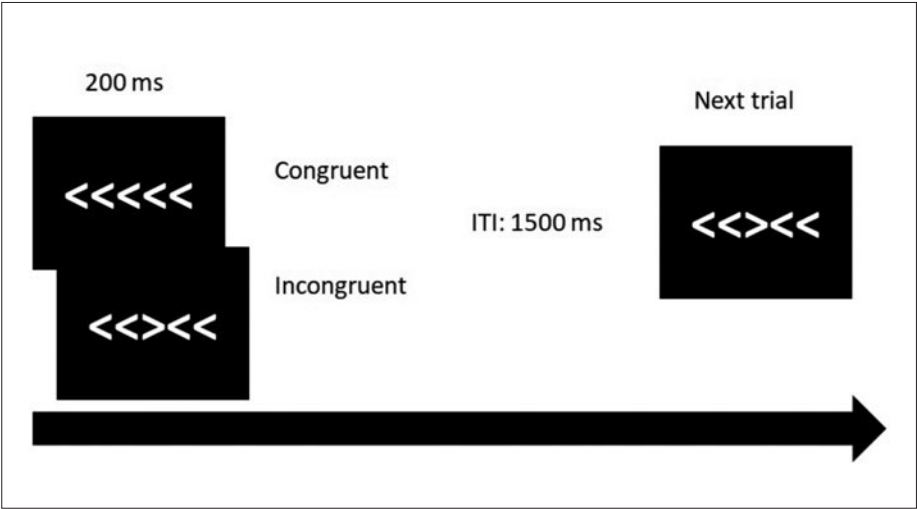 200 ms
<<<<<
Congruent
<<><<
Incongruent
ITI: 1500 ms
Next trial
<<><<